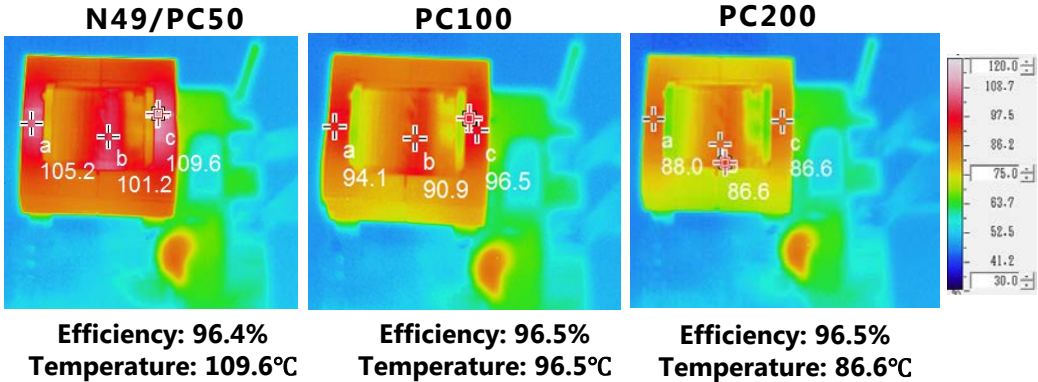 N49/PC50
PC100
PC200
a
105.2
b
101.2
c
109.6
a
94.1
b
90.9
c
96.5
a
88.0
86.6
c
86.6
120.0
108.7
97.5
86.2
75.0
63.7
52.5
41.2
30.0
Efficiency: 96.4%
Temperature: 109.6℃
Efficiency: 96.5%
Temperature: 96.5℃
Efficiency: 96.5%
Temperature: 86.6℃